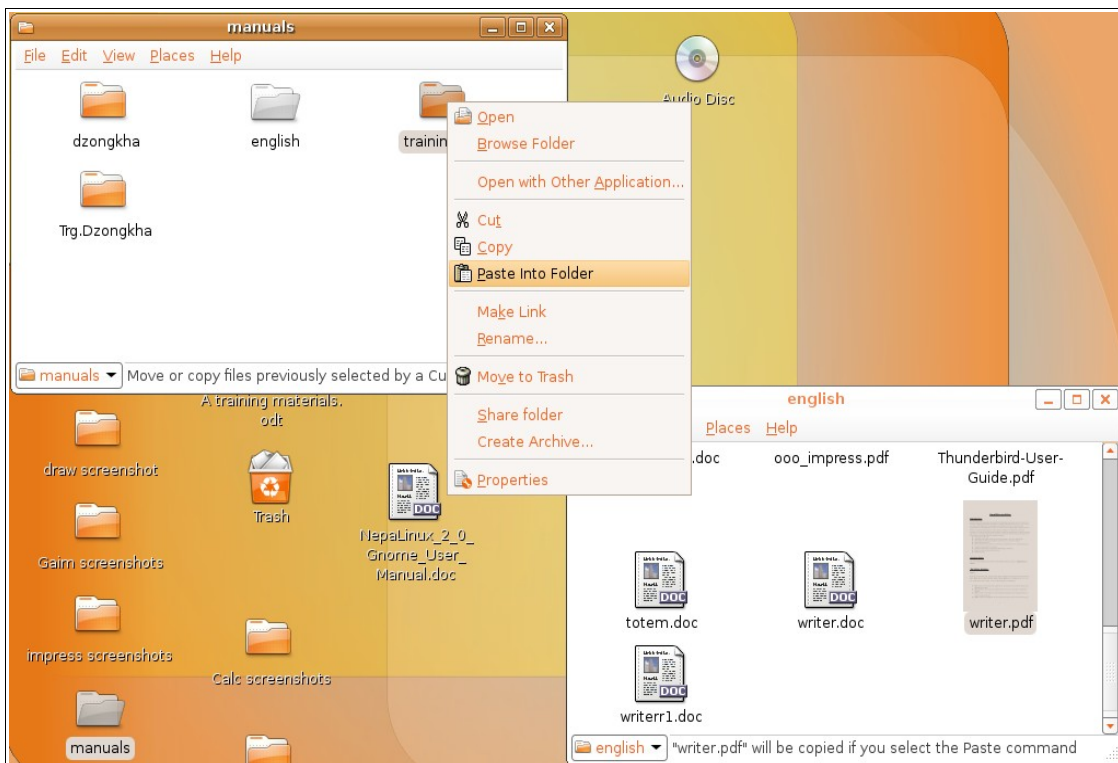 manuals
File Edit View Places Help
dzongkha
english
trainin
Trg.Dzongkha
manuals
Move or copy files previously selected by a Cu
Audio Disc
Open
Browse Folder
Open with Other Application...
Cut
Copy
Paste Into Folder
Make Link
Rename...
Move to Trash
Share folder
Create Archive...
Properties
A training materials.
odt
draw screenshot
Trash
NepaLinux_2_0_
Gnome_User_
Manual.doc
Gaim screenshots
impress screenshots
Calc screenshots
manuals
english
Places Help
.doc
ooo_impress.pdf
Thunderbird-User-
Guide.pdf
DOC
DOC
DOC
totem.doc
writer.doc
writer.pdf
DOC
writerr1.doc
english
"writer.pdf" will be copied if you select the Paste command